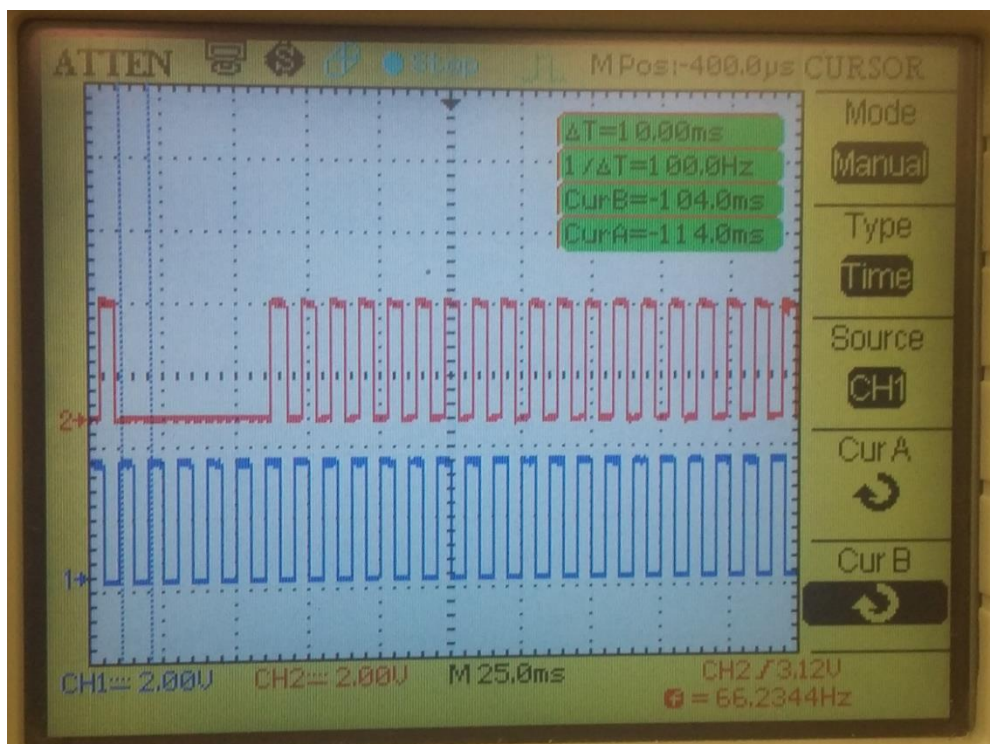 ATTEN Stop M Pos:-400.0µs CURSOR
ΔT=10.00ms
1/ΔT=100.0Hz
CurB=-104.0ms
CurA=-114.0ms
Mode
Manual
Type
Time
Source
CH1
Cur A
Cur B
2
1
CH1 2.00V CH2 2.00V M 25.0ms CH2 / 3.12V
f = 66.2344Hz